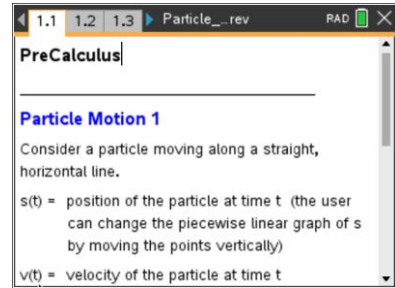 1.1 1.2 1.3 Particle_...rev RAD
PreCalculus
Particle Motion 1
Consider a particle moving along a straight,
horizontal line.
s(t) = position of the particle at time t (the user
can change the piecewise linear graph of s
by moving the points vertically)
v(t) = velocity of the particle at time t